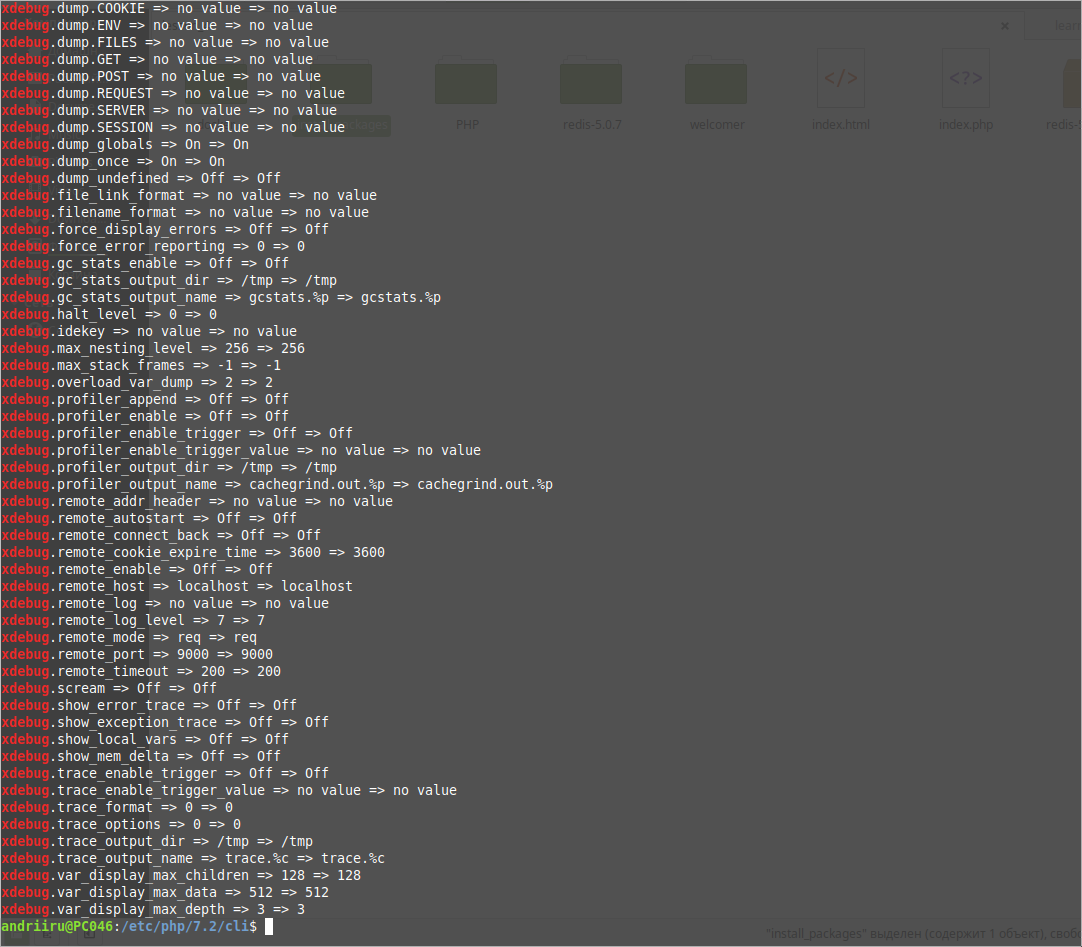 xdebug.dump.COOKIE => no value => no value
xdebug.dump.ENV => no value => no value
xdebug.dump.FILES => no value => no value
xdebug.dump.GET => no value => no value
xdebug.dump.POST => no value => no value
xdebug.dump.REQUEST => no value => no value
xdebug.dump.SERVER => no value => no value
xdebug.dump.SESSION => no value => no value
xdebug.dump_globals => On => On
xdebug.dump_once => On => On
xdebug.dump_undefined => Off => Off
xdebug.file_link_format => no value => no value
xdebug.filename_format => no value => no value
xdebug.force_display_errors => Off => Off
xdebug.force_error_reporting => 0 => 0
xdebug.gc_stats_enable => Off => Off
xdebug.gc_stats_output_dir => /tmp => /tmp
xdebug.gc_stats_output_name => gcstats.%p => gcstats.%p
xdebug.halt_level => 0 => 0
xdebug.idekey => no value => no value
xdebug.max_nesting_level => 256 => 256
xdebug.max_stack_frames => -1 => -1
xdebug.overload_var_dump => 2 => 2
xdebug.profiler_append => Off => Off
xdebug.profiler_enable => Off => Off
xdebug.profiler_enable_trigger => Off => Off
xdebug.profiler_enable_trigger_value => no value => no value
xdebug.profiler_output_dir => /tmp => /tmp
xdebug.profiler_output_name => cachegrind.out.%p => cachegrind.out.%p
xdebug.remote_addr_header => no value => no value
xdebug.remote_autostart => Off => Off
xdebug.remote_connect_back => Off => Off
xdebug.remote_cookie_expire_time => 3600 => 3600
xdebug.remote_enable => Off => Off
xdebug.remote_host => localhost => localhost
xdebug.remote_log => no value => no value
xdebug.remote_log_level => 7 => 7
xdebug.remote_mode => req => req
xdebug.remote_port => 9000 => 9000
xdebug.remote_timeout => 200 => 200
xdebug.scream => Off => Off
xdebug.show_error_trace => Off => Off
xdebug.show_exception_trace => Off => Off
xdebug.show_local_vars => Off => Off
xdebug.show_mem_delta => Off => Off
xdebug.trace_enable_trigger => Off => Off
xdebug.trace_enable_trigger_value => no value => no value
xdebug.trace_format => 0 => 0
xdebug.trace_options => 0 => 0
xdebug.trace_output_dir => /tmp => /tmp
xdebug.trace_output_name => trace.%c => trace.%c
xdebug.var_display_max_children => 128 => 128
xdebug.var_display_max_data => 512 => 512
xdebug.var_display_max_depth => 3 => 3
andriiru@PC046:/etc/php/7.2/cli$
</>
<?>
PHP
redis-5.0.7
welcomer
index.html
index.php
"install_packages" выделен (содержит 1 объект),